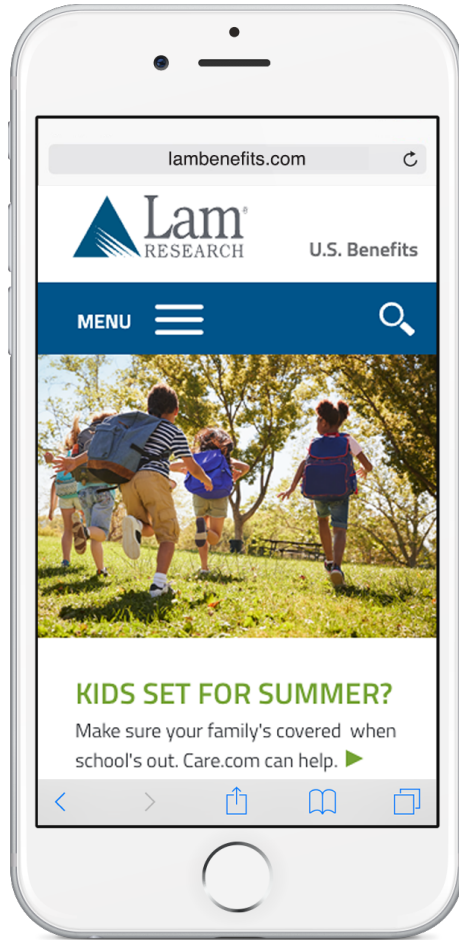 lambenefits.com
Lam®
RESEARCH
U.S. Benefits
MENU
KIDS SET FOR SUMMER?
Make sure your family's covered when
school's out. Care.com can help.